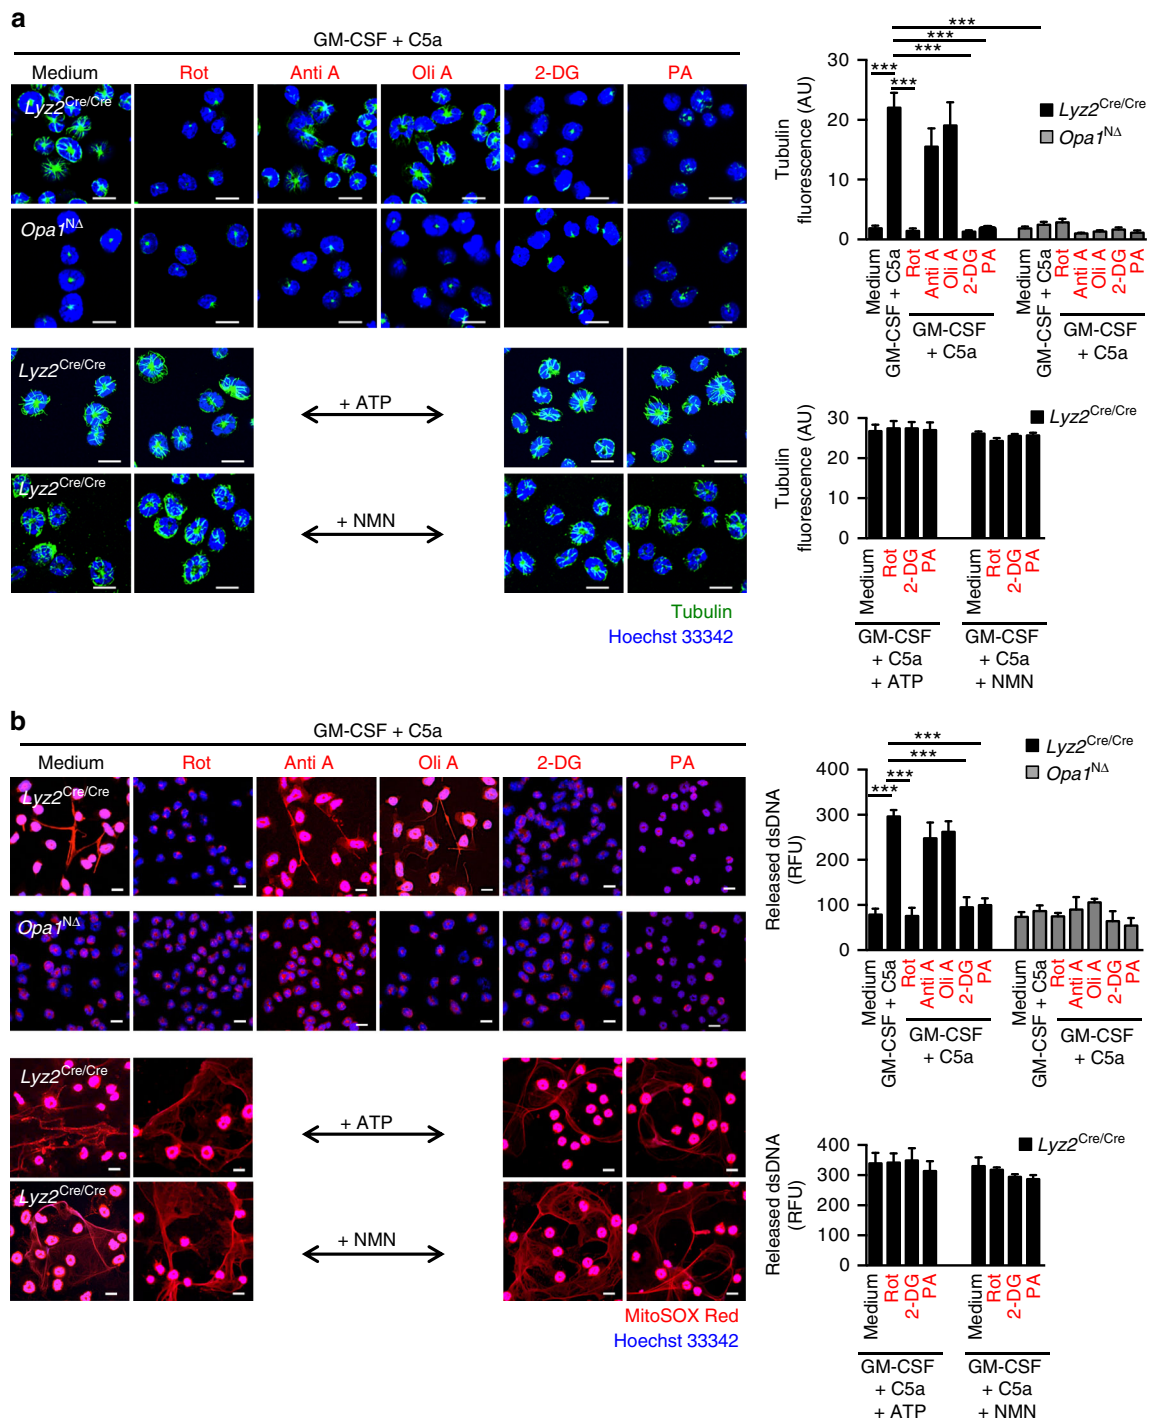 a
GM-CSF + C5a
Medium Rot Anti A Oli A 2-DG PA
Lyz2Cre/Cre
Opa1NΔ
Lyz2Cre/Cre
+ ATP
Lyz2Cre/Cre
+ NMN
Tubulin
Hoechst 33342
*** 
***
***
***
***
Tubulin
fluorescence (AU)
30
20
10
0
Lyz2Cre/Cre
Opa1NΔ
Medium
GM-CSF + C5a
Rot
Anti A
Oli A
2-DG
PA
GM-CSF
+ C5a
Medium
GM-CSF + C5a
Rot
Anti A
Oli A
2-DG
PA
GM-CSF
+ C5a
Tubulin
fluorescence (AU)
30
20
10
0
Lyz2Cre/Cre
Medium
Rot
2-DG
PA
GM-CSF
+ C5a
+ ATP
Medium
Rot
2-DG
PA
GM-CSF
+ C5a
+ NMN
b
GM-CSF + C5a
Medium Rot Anti A Oli A 2-DG PA
Lyz2Cre/Cre
Opa1NΔ
Lyz2Cre/Cre
+ ATP
Lyz2Cre/Cre
+ NMN
MitoSOX Red
Hoechst 33342
***
***
***
***
Released dsDNA
(RFU)
400
300
200
100
0
Lyz2Cre/Cre
Opa1NΔ
Medium
GM-CSF + C5a
Rot
Anti A
Oli A
2-DG
PA
GM-CSF
+ C5a
Medium
GM-CSF + C5a
Rot
Anti A
Oli A
2-DG
PA
GM-CSF
+ C5a
Released dsDNA
(RFU)
400
300
200
100
0
Lyz2Cre/Cre
Medium
Rot
2-DG
PA
GM-CSF
+ C5a
+ ATP
Medium
Rot
2-DG
PA
GM-CSF
+ C5a
+ NMN